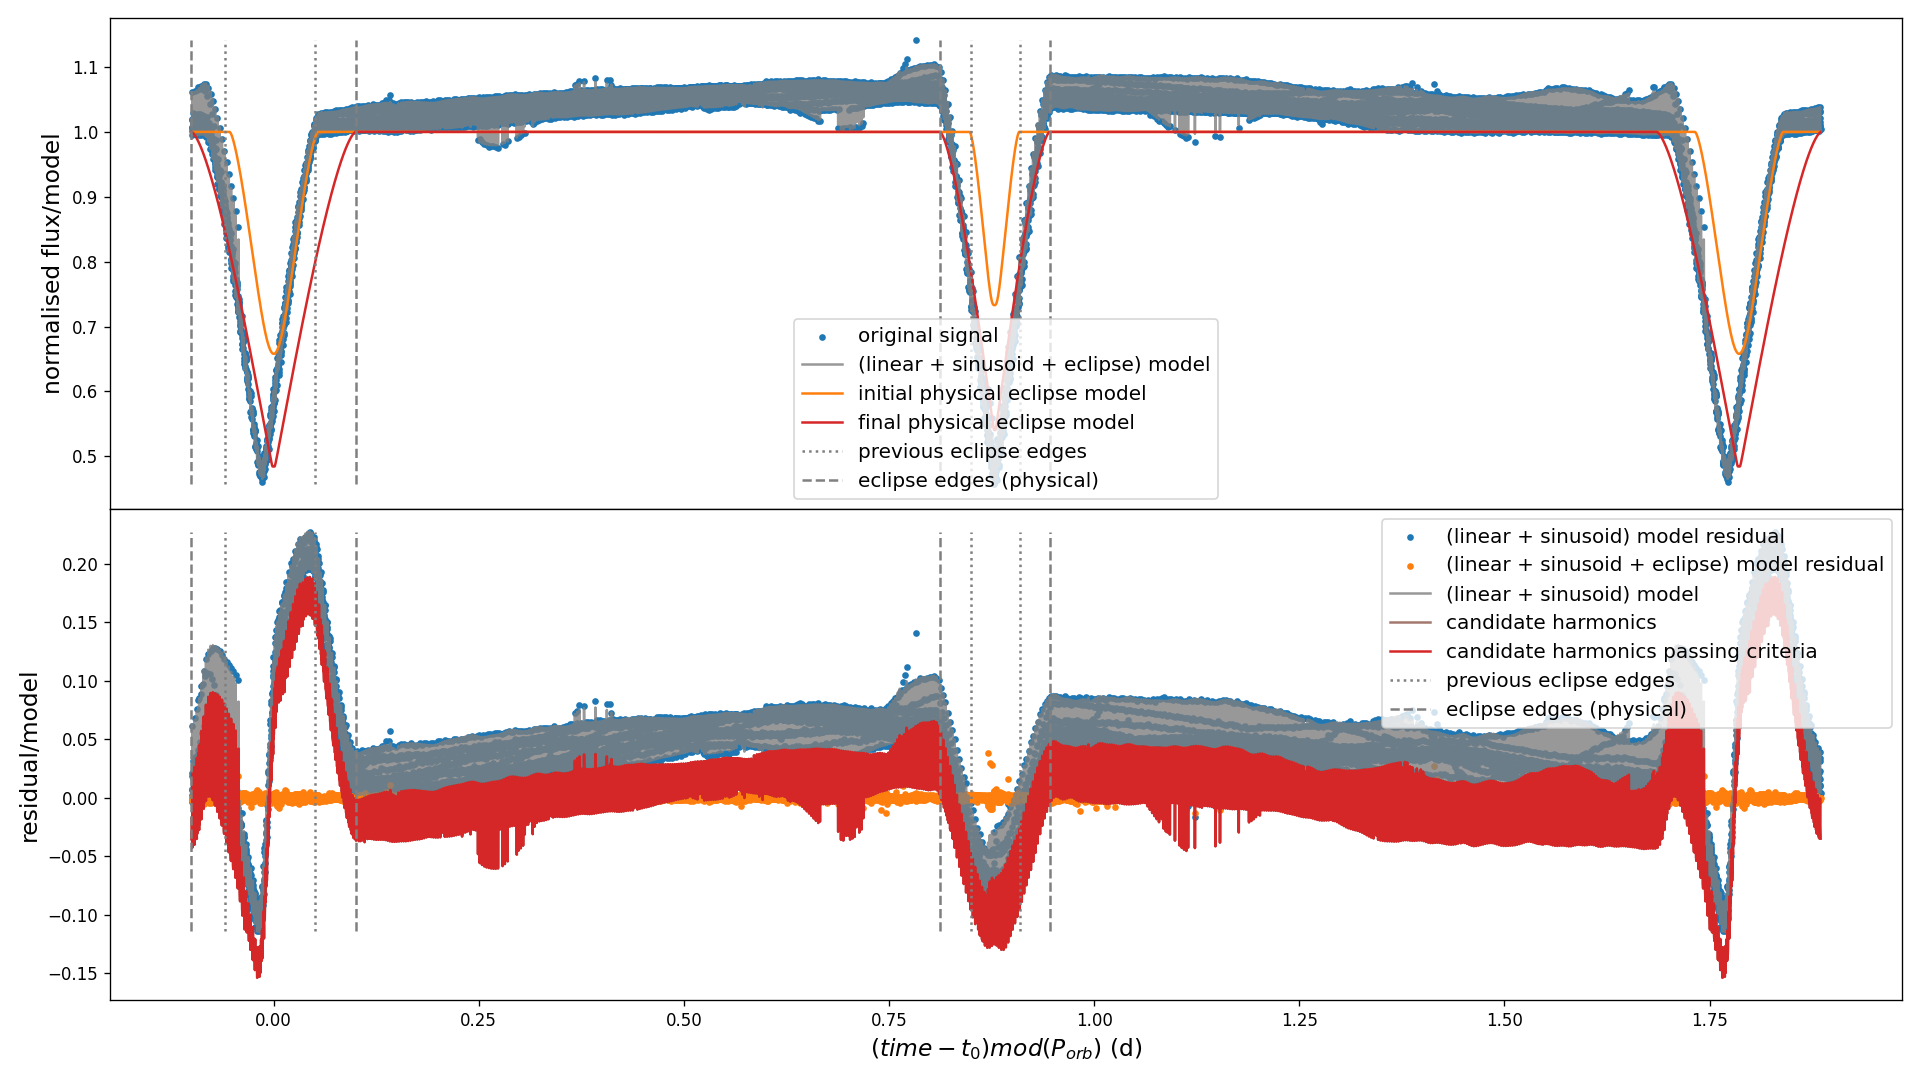 normalised flux/model
1.1
1.0
0.9
0.8
0.7
0.6
0.5
original signal
(linear + sinusoid + eclipse) model
initial physical eclipse model
final physical eclipse model
previous eclipse edges
eclipse edges (physical)
residual/model
0.20
0.15
0.10
0.05
0.00
−0.05
−0.10
−0.15
(linear + sinusoid) model residual
(linear + sinusoid + eclipse) model residual
(linear + sinusoid) model
candidate harmonics
candidate harmonics passing criteria
previous eclipse edges
eclipse edges (physical)
0.00 0.25 0.50 0.75 1.00 1.25 1.50 1.75
(time − t₀)mod(Pₒᵣb) (d)